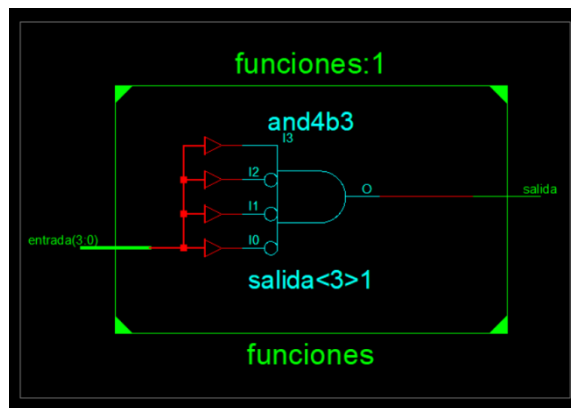 funciones:1
and4b3
I3
I2
I1
I0
O
entrada(3:0)
salida
salida<3>1
funciones